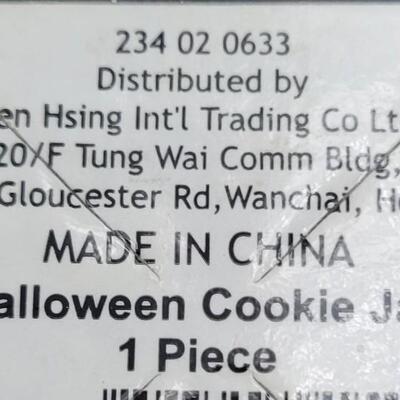 234 02 0633
Distributed by
en Hsing Int'l Trading Co Lt
20/F Tung Wai Comm Bldg,
Gloucester Rd,Wanchai, H
MADE IN CHINA
alloween Cookie Ja
1 Piece